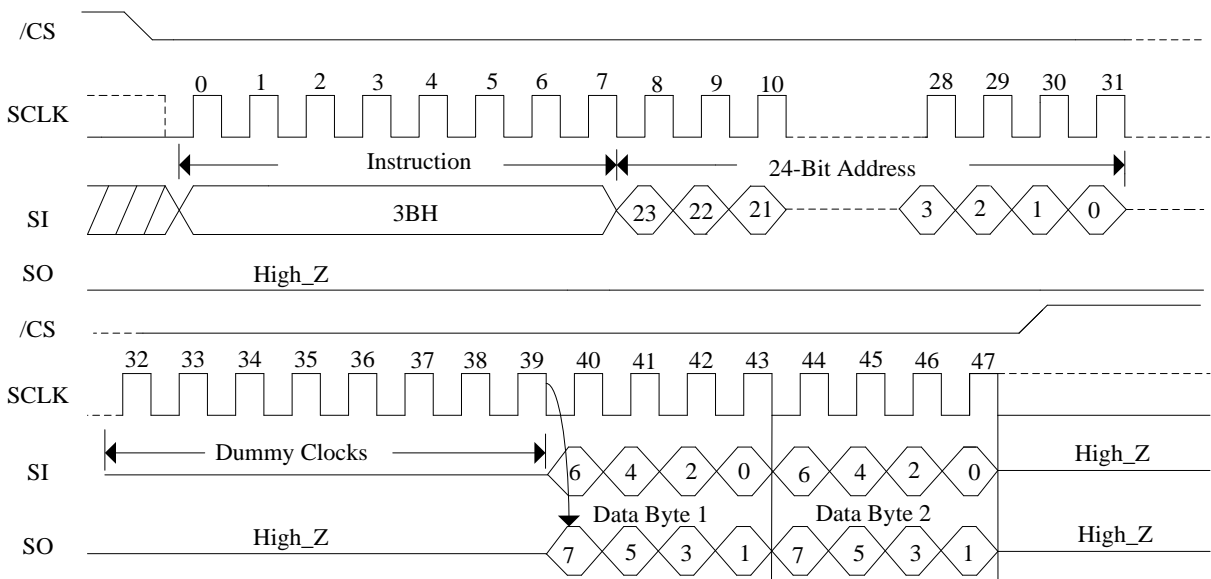 /CS
0 1 2 3 4 5 6 7 8 9 10 28 29 30 31
SCLK
Instruction 24-Bit Address
SI 3BH 23 22 21 3 2 1 0
SO High_Z
/CS
32 33 34 35 36 37 38 39 40 41 42 43 44 45 46 47
SCLK
Dummy Clocks
SI 6 4 2 0 6 4 2 0 High_Z
Data Byte 1 Data Byte 2
SO High_Z 7 5 3 1 7 5 3 1 High_Z